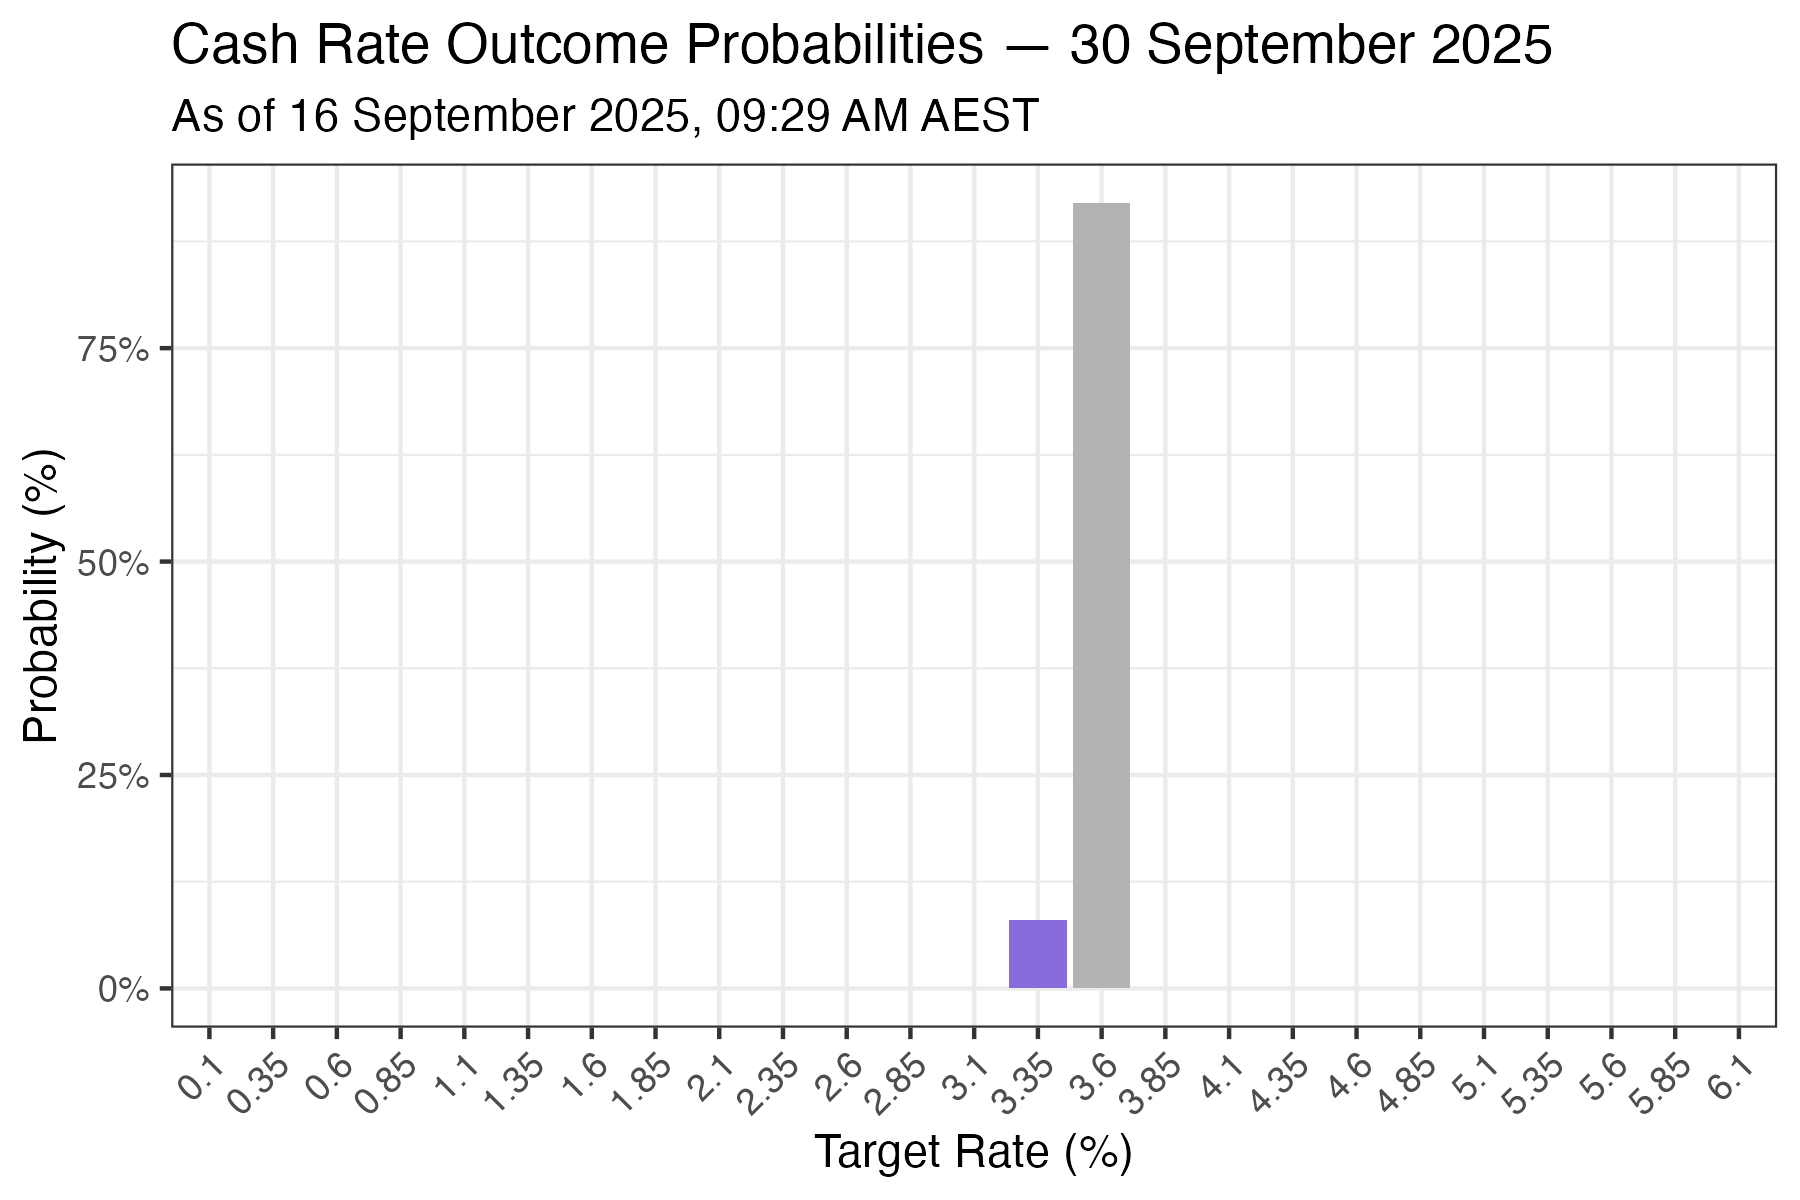 Cash Rate Outcome Probabilities — 30 September 2025
As of 16 September 2025, 09:29 AM AEST
Probability (%)
75%
50%
25%
0%
0.1 0.35 0.6 0.85 1.1 1.35 1.6 1.85 2.1 2.35 2.6 2.85 3.1 3.35 3.6 3.85 4.1 4.35 4.6 4.85 5.1 5.35 5.6 5.85 6.1
Target Rate (%)